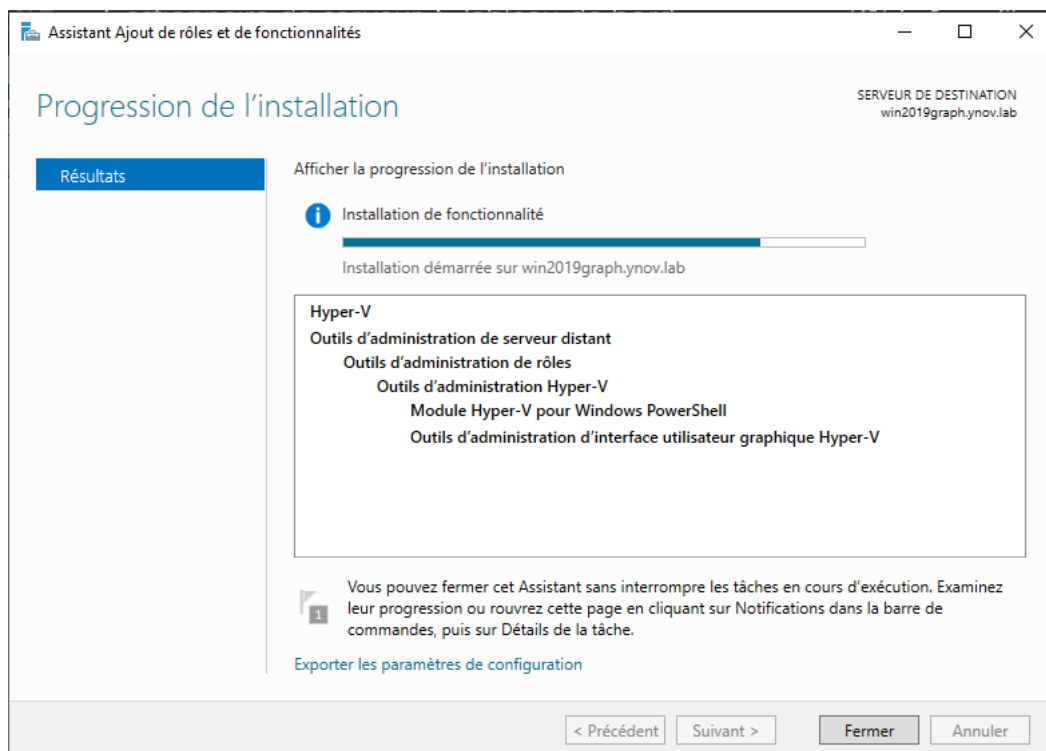 Assistant Ajout de rôles et de fonctionnalités
Progression de l'installation
SERVEUR DE DESTINATION
win2019graph.ynov.lab
Résultats
Afficher la progression de l'installation
Installation de fonctionnalité
Installation démarrée sur win2019graph.ynov.lab
Hyper-V
Outils d'administration de serveur distant
Outils d'administration de rôles
Outils d'administration Hyper-V
Module Hyper-V pour Windows PowerShell
Outils d'administration d'interface utilisateur graphique Hyper-V
Vous pouvez fermer cet Assistant sans interrompre les tâches en cours d'exécution. Examinez
leur progression ou rouvrez cette page en cliquant sur Notifications dans la barre de
commandes, puis sur Détails de la tâche.
1
Exporter les paramètres de configuration
< Précédent Suivant > Fermer Annuler